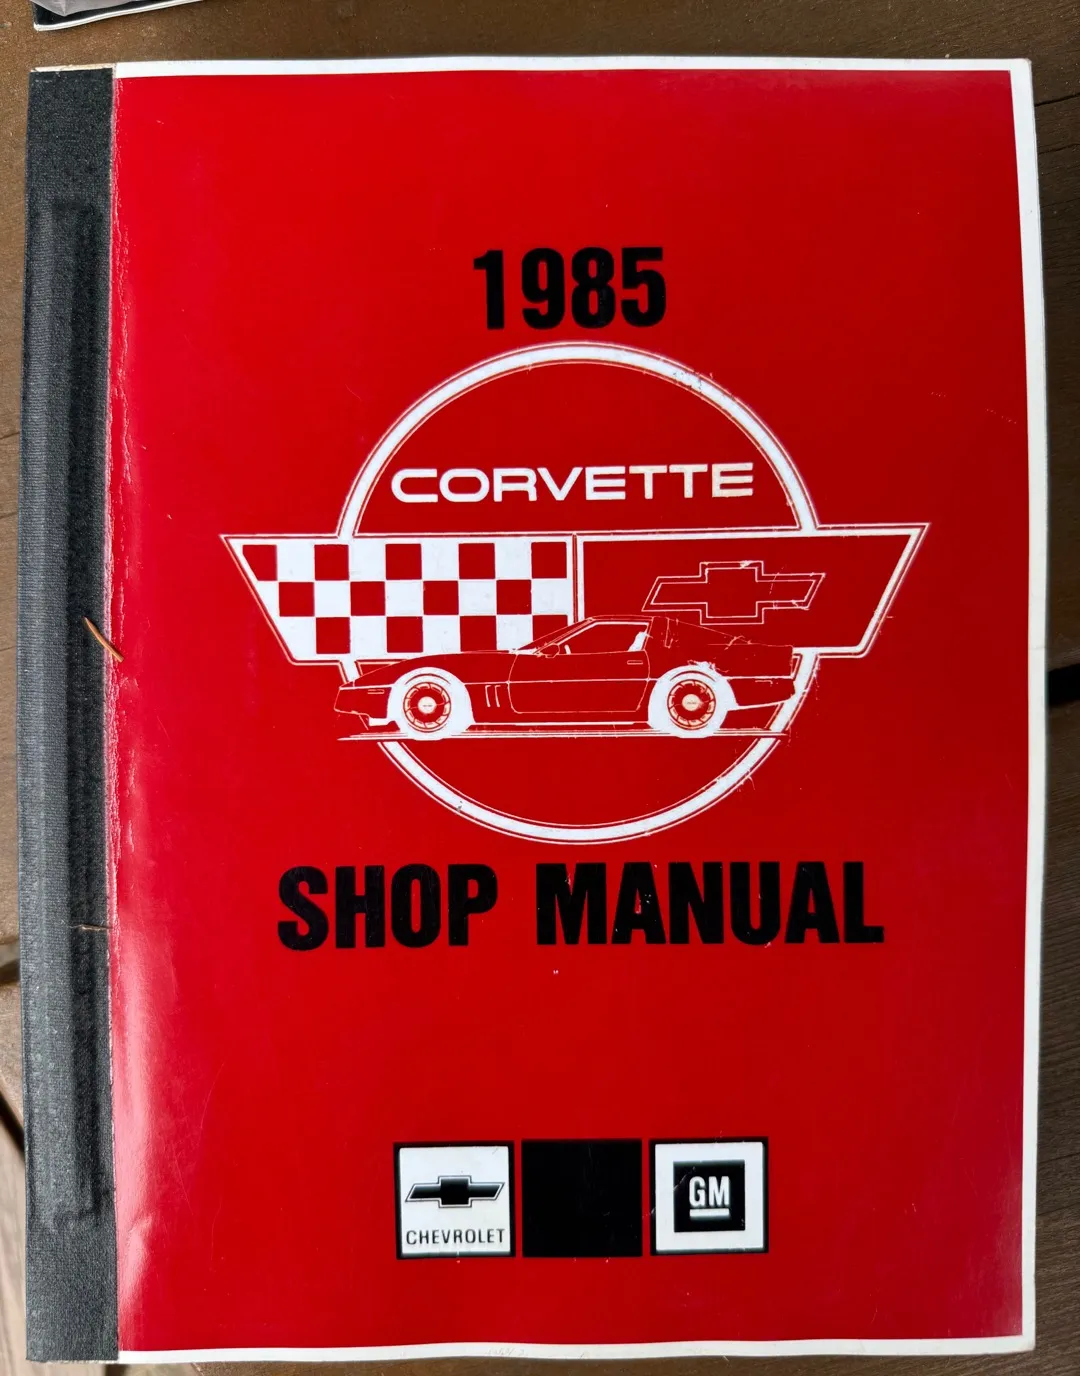 1985
CORVETTE
SHOP MANUAL
CHEVROLET
GM